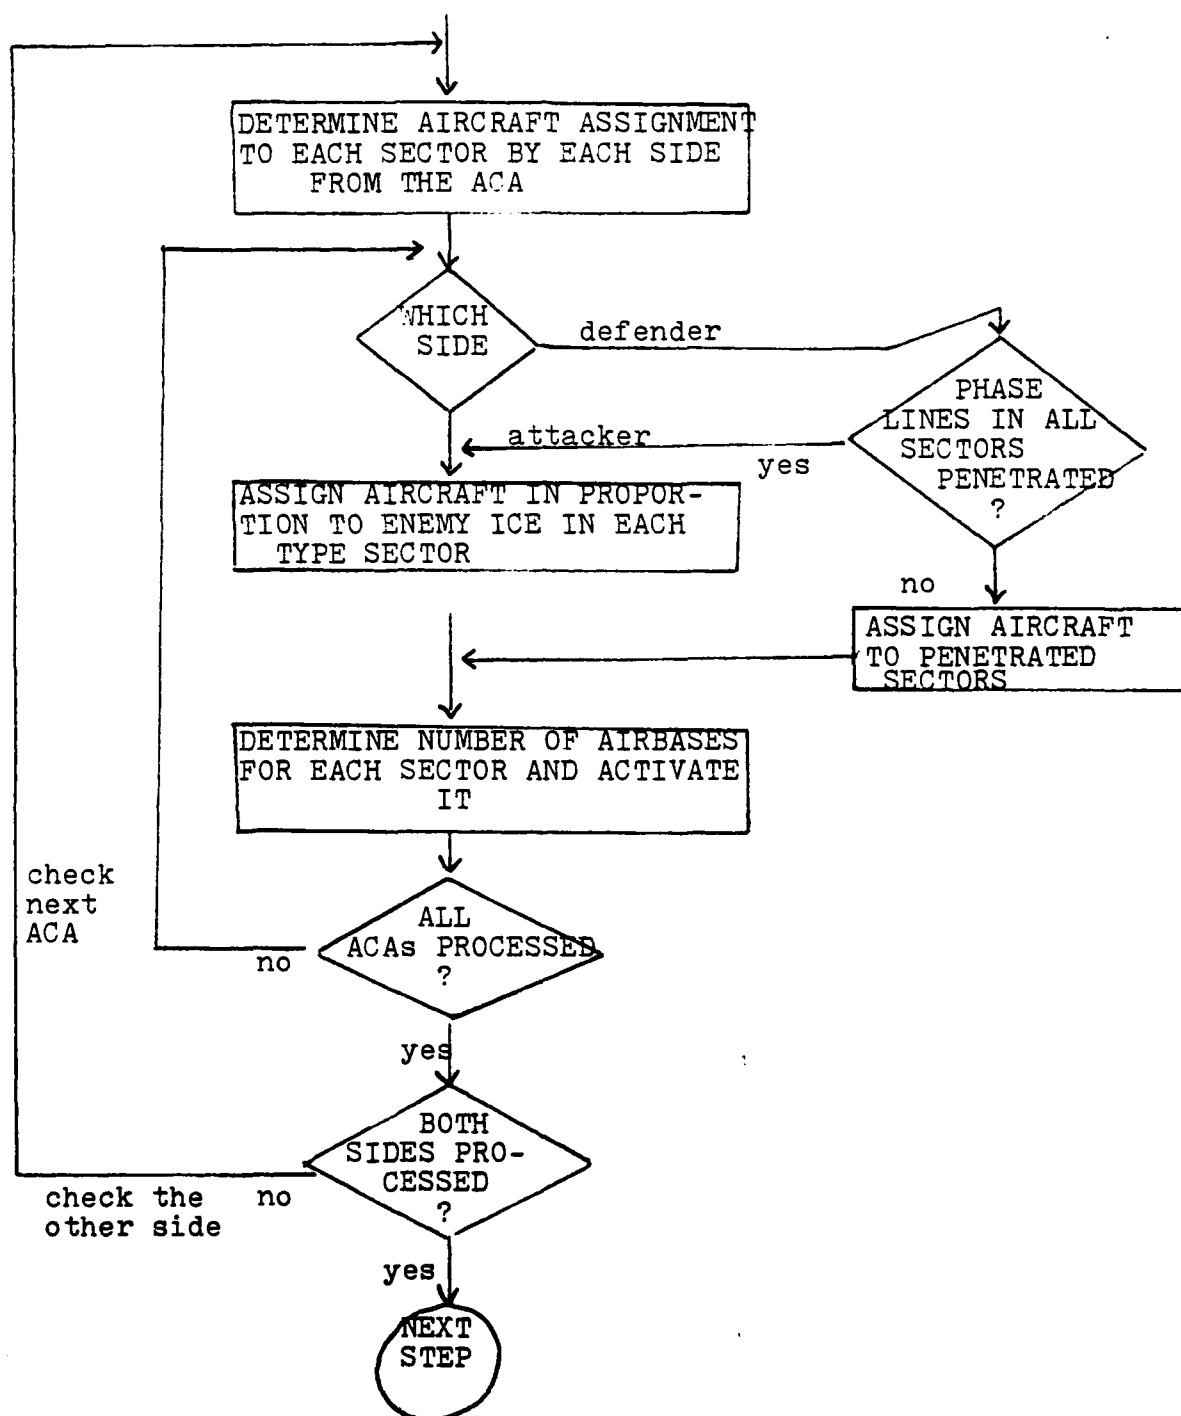 DETERMINE AIRCRAFT ASSIGNMENT
TO EACH SECTOR BY EACH SIDE
FROM THE ACA
WHICH
SIDE
defender
PHASE
LINES IN ALL
SECTORS
PENETRATED
?
attacker
yes
ASSIGN AIRCRAFT IN PROPOR-
TION TO ENEMY ICE IN EACH
TYPE SECTOR
no
ASSIGN AIRCRAFT
TO PENETRATED
SECTORS
DETERMINE NUMBER OF AIRBASES
FOR EACH SECTOR AND ACTIVATE
IT
check
next
ACA
ALL
ACAs PROCESSED
?
no
yes
BOTH
SIDES PRO-
CESSED
?
check the no
other side
yes
NEXT
STEP